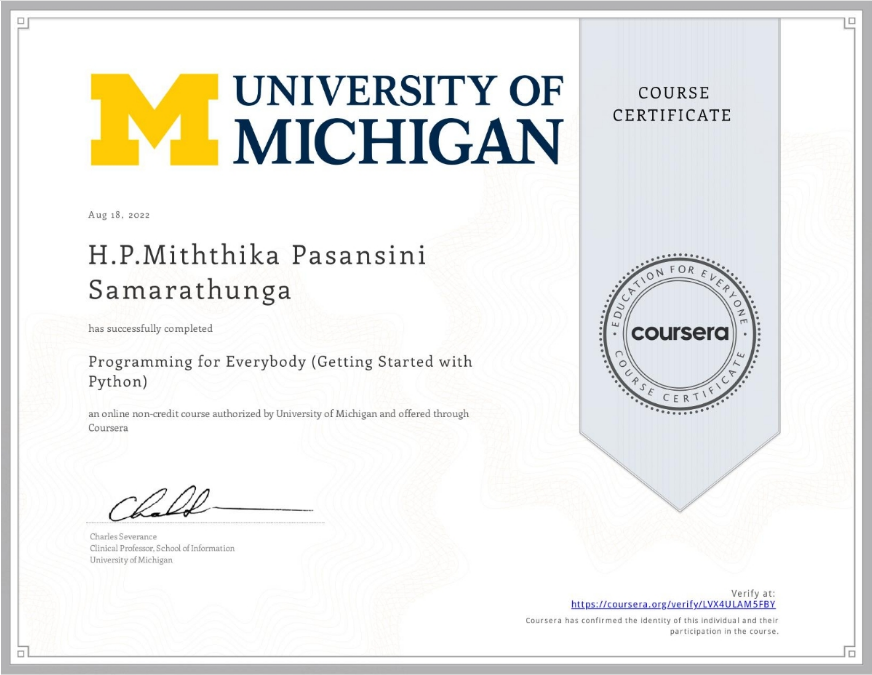 UNIVERSITY OF
MICHIGAN
COURSE
CERTIFICATE
Aug 18, 2022
H.P.Miththika Pasansini
Samarathunga
has successfully completed
Programming for Everybody (Getting Started with
Python)
an online non-credit course authorized by University of Michigan and offered through
Coursera
EDUCATION FOR EVERYONE
coursera
COURSE CERTIFICATE
Charles Severance
Clinical Professor, School of Information
University of Michigan
Verify at:
https://coursera.org/verify/LVX4ULAM5FBY
Coursera has confirmed the identity of this individual and their
participation in the course.